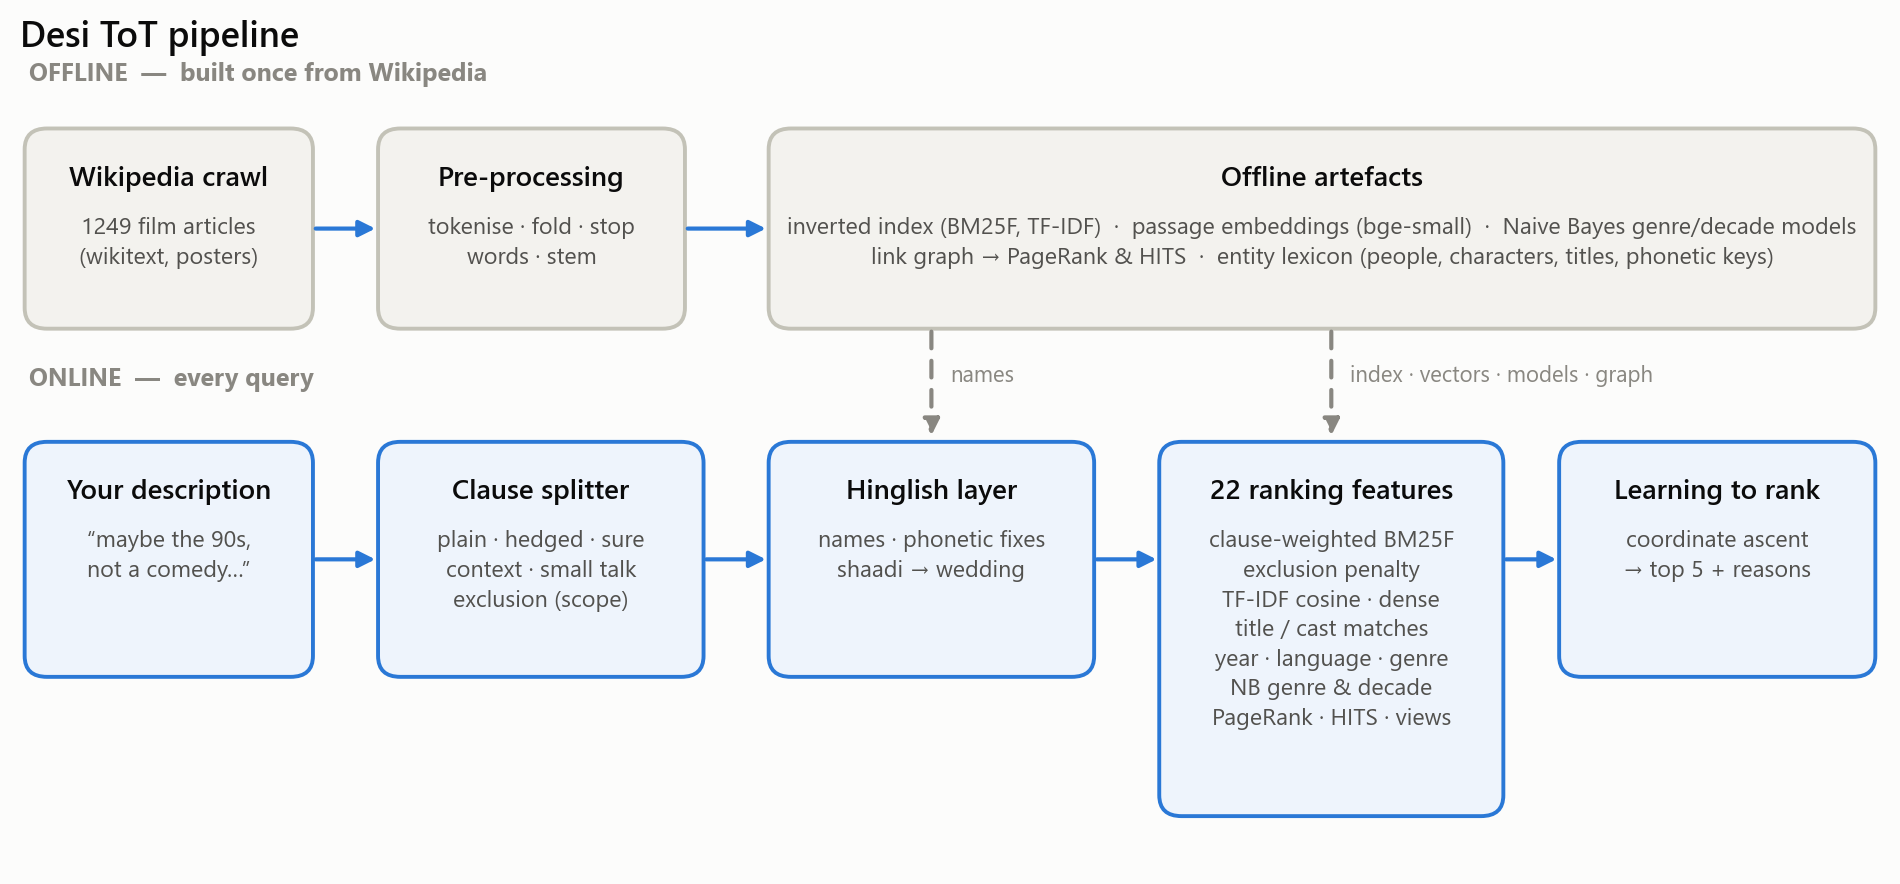 Desi ToT pipeline
OFFLINE — built once from Wikipedia
Wikipedia crawl
1249 film articles
(wikitext, posters)
Pre-processing
tokenise · fold · stop
words · stem
Offline artefacts
inverted index (BM25F, TF-IDF) · passage embeddings (bge-small) · Naive Bayes genre/decade models
link graph → PageRank & HITS · entity lexicon (people, characters, titles, phonetic keys)
names
index · vectors · models · graph
ONLINE — every query
Your description
“maybe the 90s,
not a comedy…”
Clause splitter
plain · hedged · sure
context · small talk
exclusion (scope)
Hinglish layer
names · phonetic fixes
shaadi → wedding
22 ranking features
clause-weighted BM25F
exclusion penalty
TF-IDF cosine · dense
title / cast matches
year · language · genre
NB genre & decade
PageRank · HITS · views
Learning to rank
coordinate ascent
→ top 5 + reasons